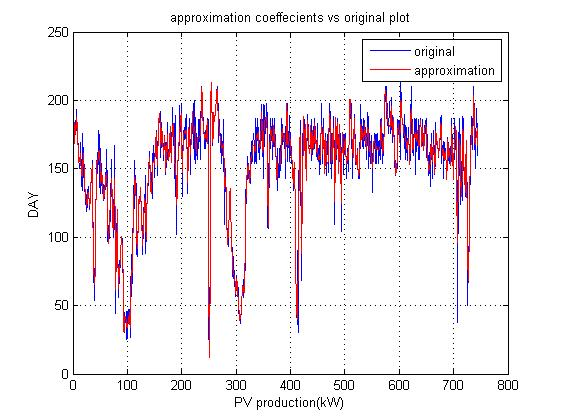 approximation coeffecients vs original plot
original
approximation
250
200
150
100
50
0
DAY
0 100 200 300 400 500 600 700 800
PV production(kW)